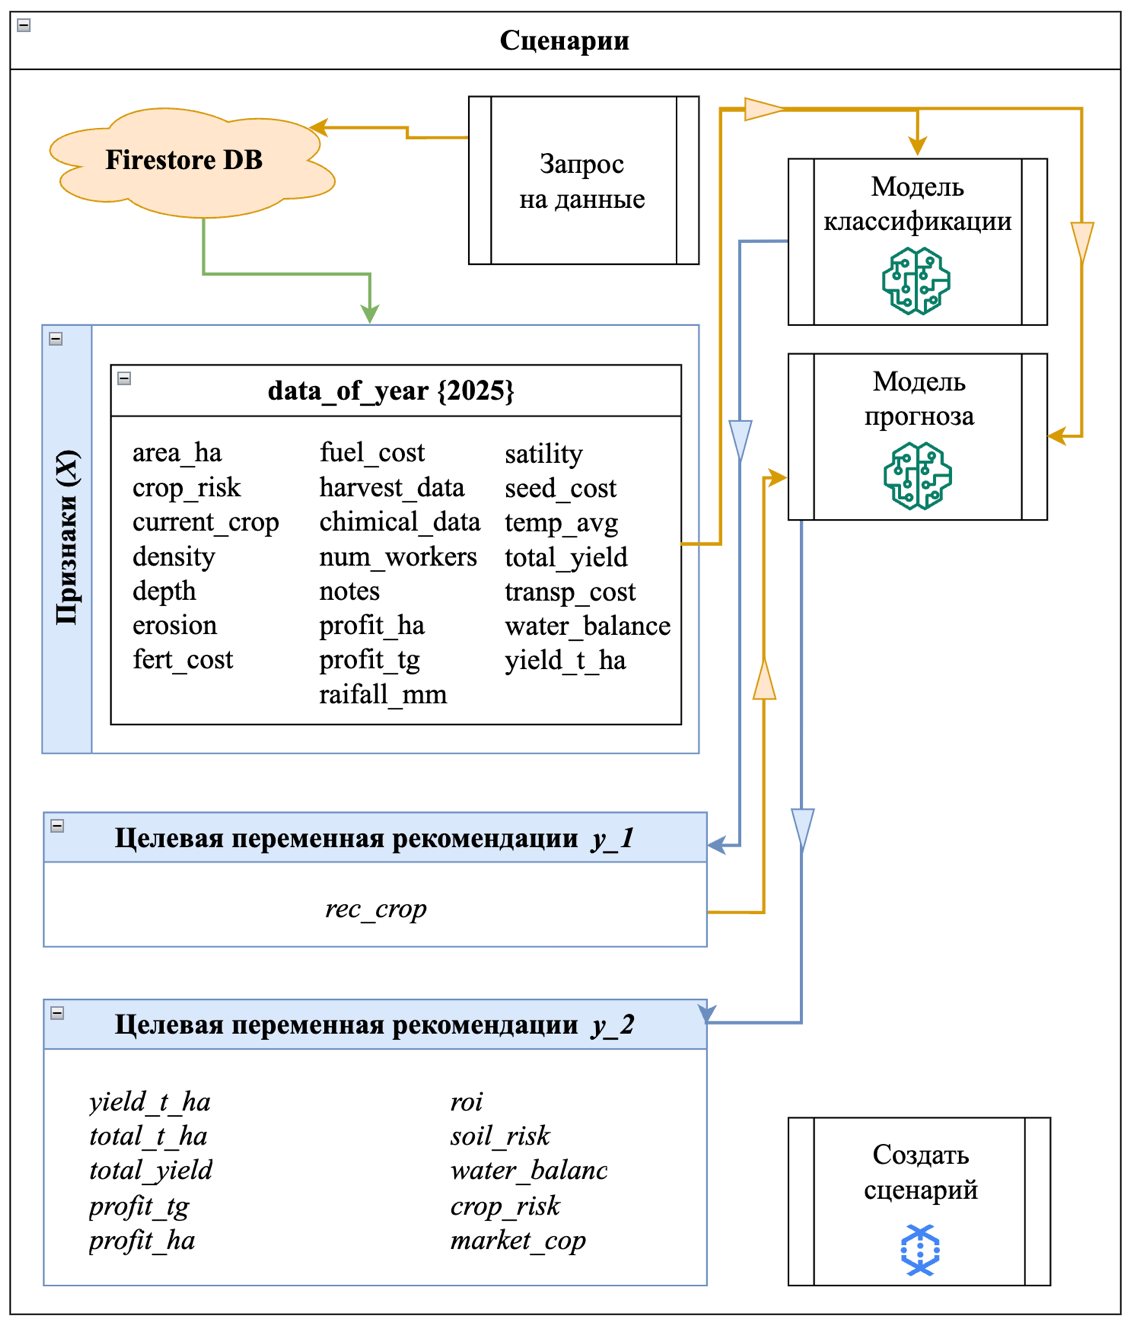 Сценарии
Firestore DB
Запрос
на данные
Модель
классификации
Модель
прогноза
Признаки (X)
data_of_year {2025}
area_ha
crop_risk
current_crop
density
depth
erosion
fert_cost
fuel_cost
harvest_data
chimical_data
num_workers
notes
profit_ha
profit_tg
raifall_mm
satility
seed_cost
temp_avg
total_yield
transp_cost
water_balance
yield_t_ha
Целевая переменная рекомендации y_1
rec_crop
Целевая переменная рекомендации y_2
yield_t_ha
total_t_ha
total_yield
profit_tg
profit_ha
roi
soil_risk
water_balanc
crop_risk
market_cop
Создать
сценарий